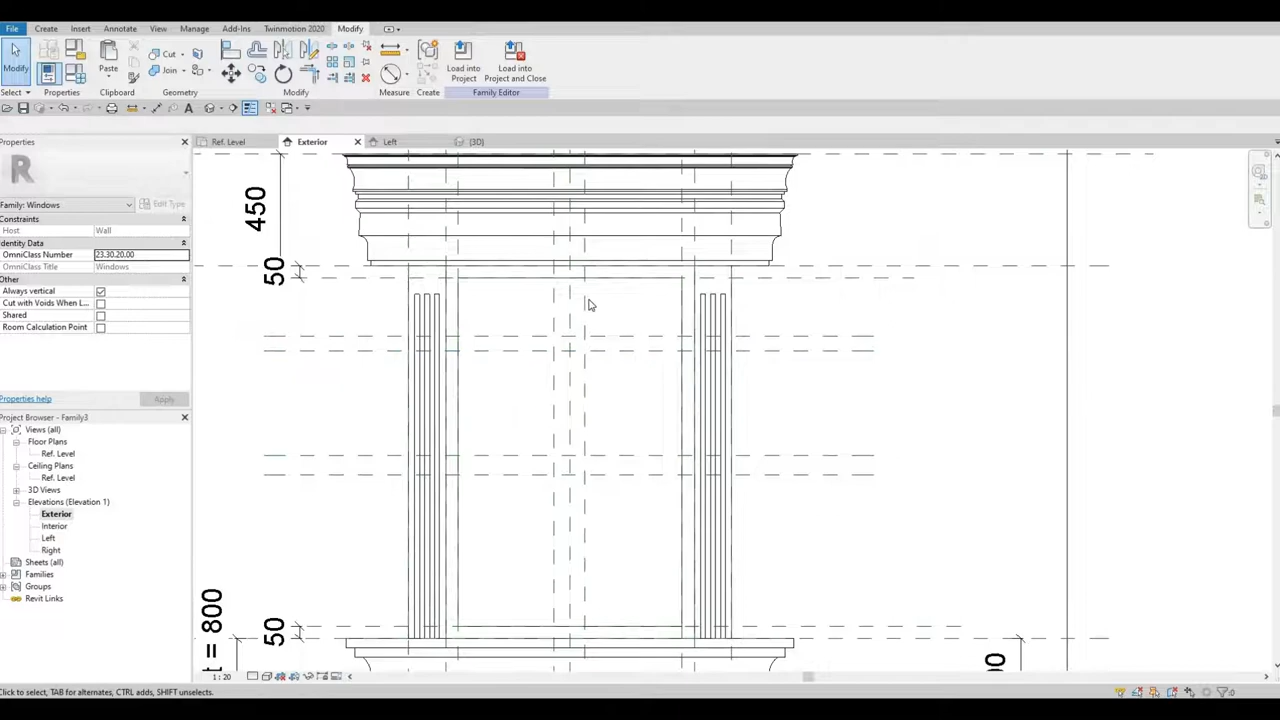 File Create Insert Annotate View Manage Add-Ins Twinmotion 2020 Modify
Modify Paste Cut Join Load into Project Load into Project and Close
Select Properties Clipboard Geometry Modify Measure Create Family Editor
Properties
Ref. Level Exterior Left {3D}
R
Family: Windows Edit Type
Constraints
Host Wall
Identity Data
OmniClass Number 23.30.20.00
OmniClass Title Windows
Other
Always vertical
Cut with Voids When L...
Shared
Room Calculation Point
Properties help Apply
Project Browser - Family3
Views (all)
Floor Plans
Ref. Level
Ceiling Plans
Ref. Level
3D Views
Elevations (Elevation 1)
Exterior
Interior
Left
Right
Sheets (all)
Families
Groups
Revit Links
450
50
50
t = 800
00
1 : 20
Click to select, TAB for alternates, CTRL adds, SHIFT unselects.
:0